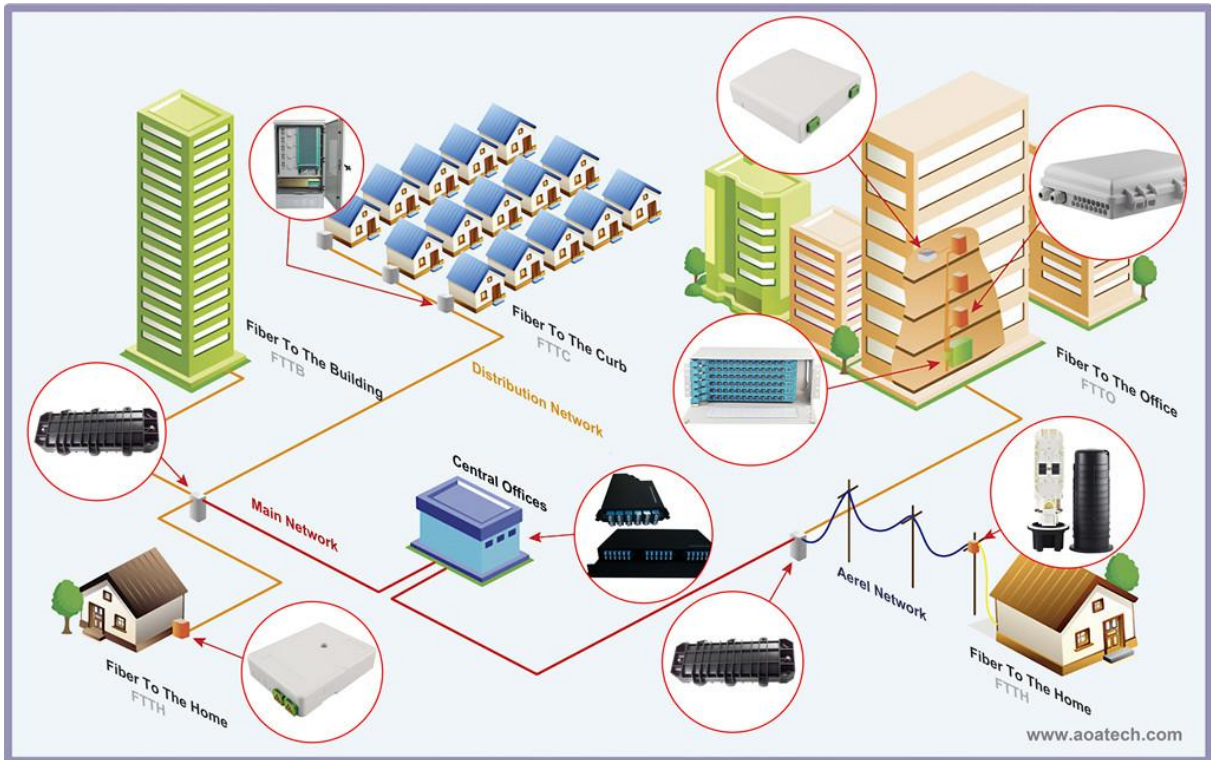 Fiber To The Building
FTTB
Fiber To The Curb
FTTC
Distribution Network
Fiber To The Office
FTTO
Central Offices
Main Network
Aerel Network
Fiber To The Home
FTTH
Fiber To The Home
FTTH
www.aoatech.com